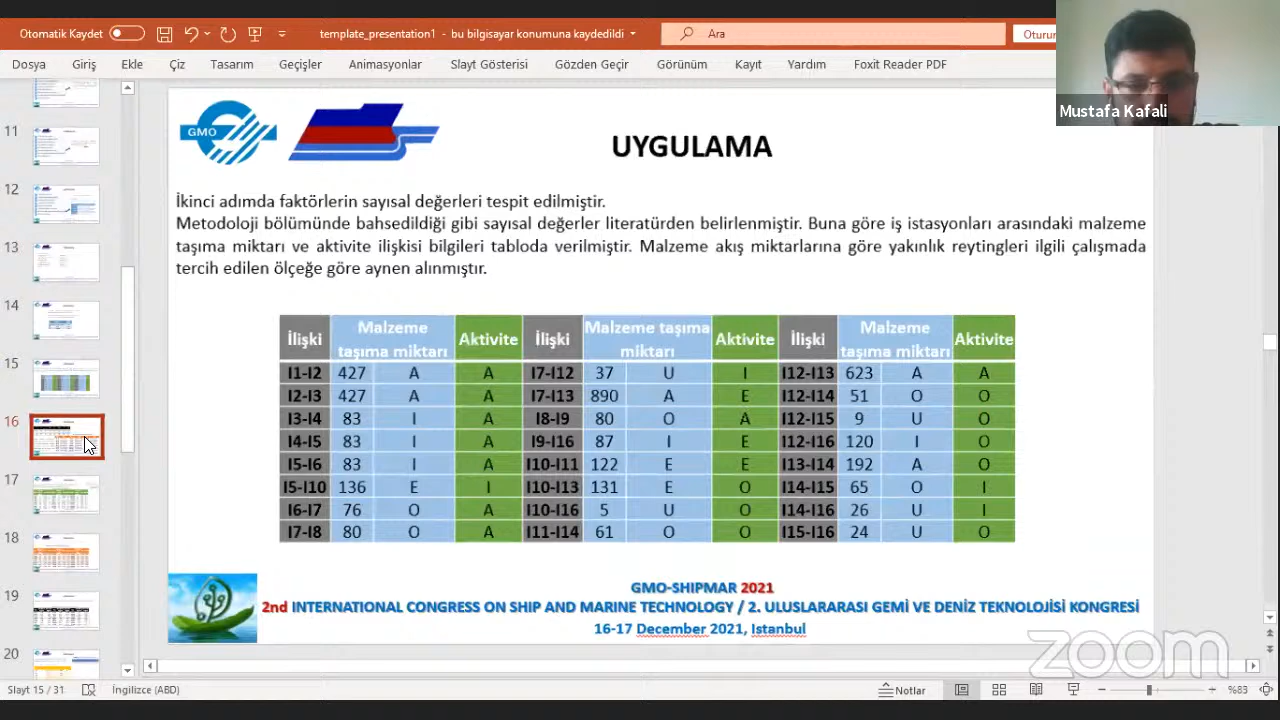 Otomatik Kaydet
template_presentation1 - bu bilgisayar konumuna kaydedildi
Ara
Oturum
Dosya Giriş Ekle Çiz Tasarım Geçişler Animasyonlar Slayt Gösterisi Gözden Geçir Görünüm Kayıt Yardım Foxit Reader PDF
Mustafa Kafali
11
12
13
14
15
16
17
18
19
20
GMO
UYGULAMA
İkinci adımda faktörlerin sayısal değerleri tespit edilmiştir.
Metodoloji bölümünde bahsedildiği gibi sayısal değerler literatürden belirlenmiştir. Buna göre iş istasyonları arasındaki malzeme
taşıma miktarı ve aktivite ilişkisi bilgileri tabloda verilmiştir. Malzeme akış miktarlarına göre yakınlık reytingleri ilgili çalışmada
tercih edilen ölçeğe göre aynen alınmıştır.
İlişki Malzeme taşıma miktarı Aktivite İlişki Malzeme taşıma miktarı Aktivite İlişki Malzeme taşıma miktarı Aktivite
I1-I2 427 A A I7-I12 37 U I I12-I13 623 A A
I2-I3 427 A A I7-I13 890 A E I12-I14 51 O O
I3-I4 83 I A I8-I9 80 O A I12-I15 9 U O
I4-I5 83 I A I9-I16 87 I E I12-I16 120 I O
I5-I6 83 I A I10-I11 122 E E I13-I14 192 A O
I5-I10 136 E I I10-I13 131 E O I14-I15 65 O I
I6-I7 76 O A I10-I16 5 U O I14-I16 26 U I
I7-I8 80 O A I11-I14 61 O O I15-I16 24 U O
GMO-SHIPMAR 2021
2nd INTERNATIONAL CONGRESS ON SHIP AND MARINE TECHNOLOGY / 2. ULUSLARARASI GEMİ VE DENİZ TEKNOLOJİSİ KONGRESİ
16-17 December 2021, Istanbul
zoom
Slayt 15 / 31 İngilizce (ABD) Notlar %83